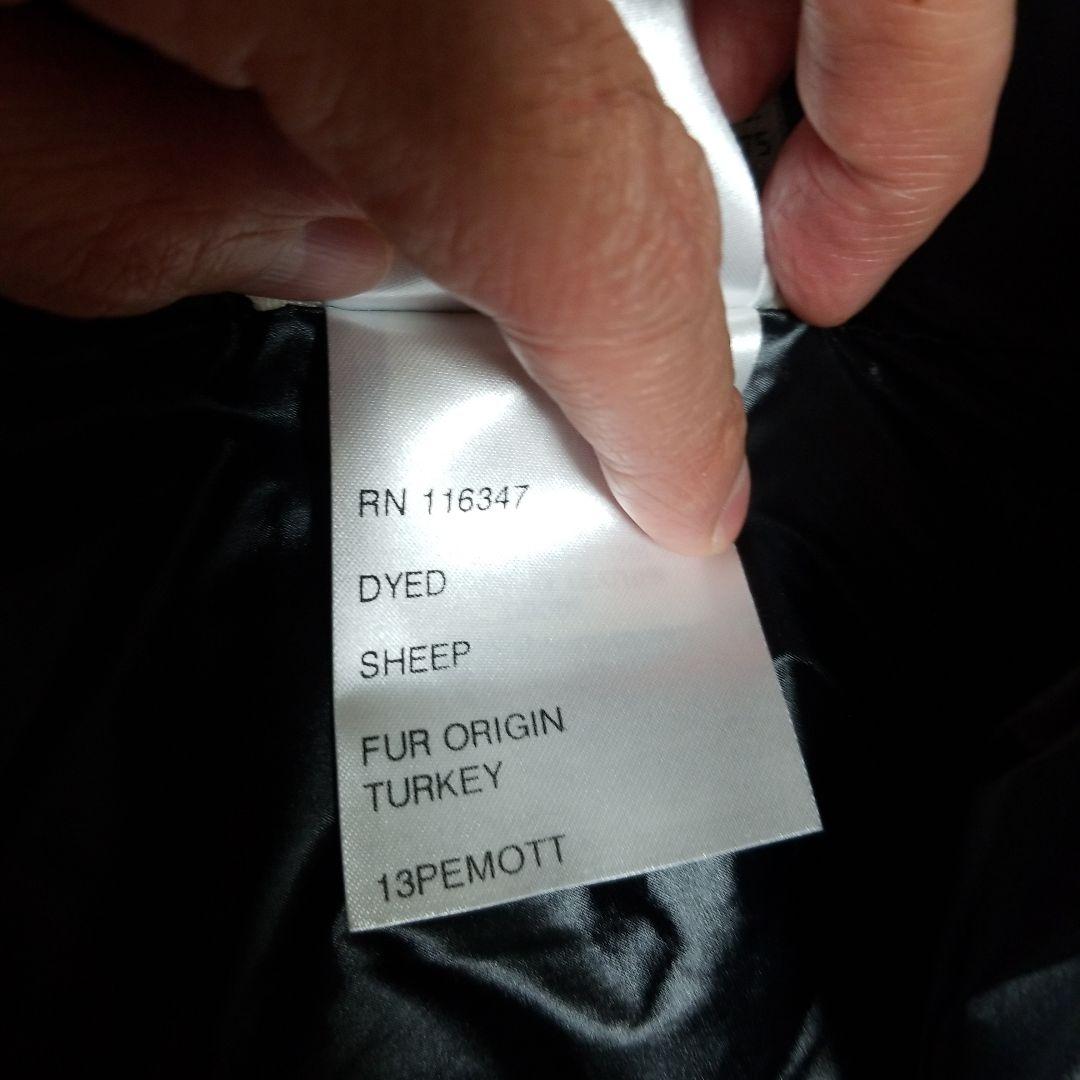 RN 116347
DYED
SHEEP
FUR ORIGIN
TURKEY
13PEMOTT